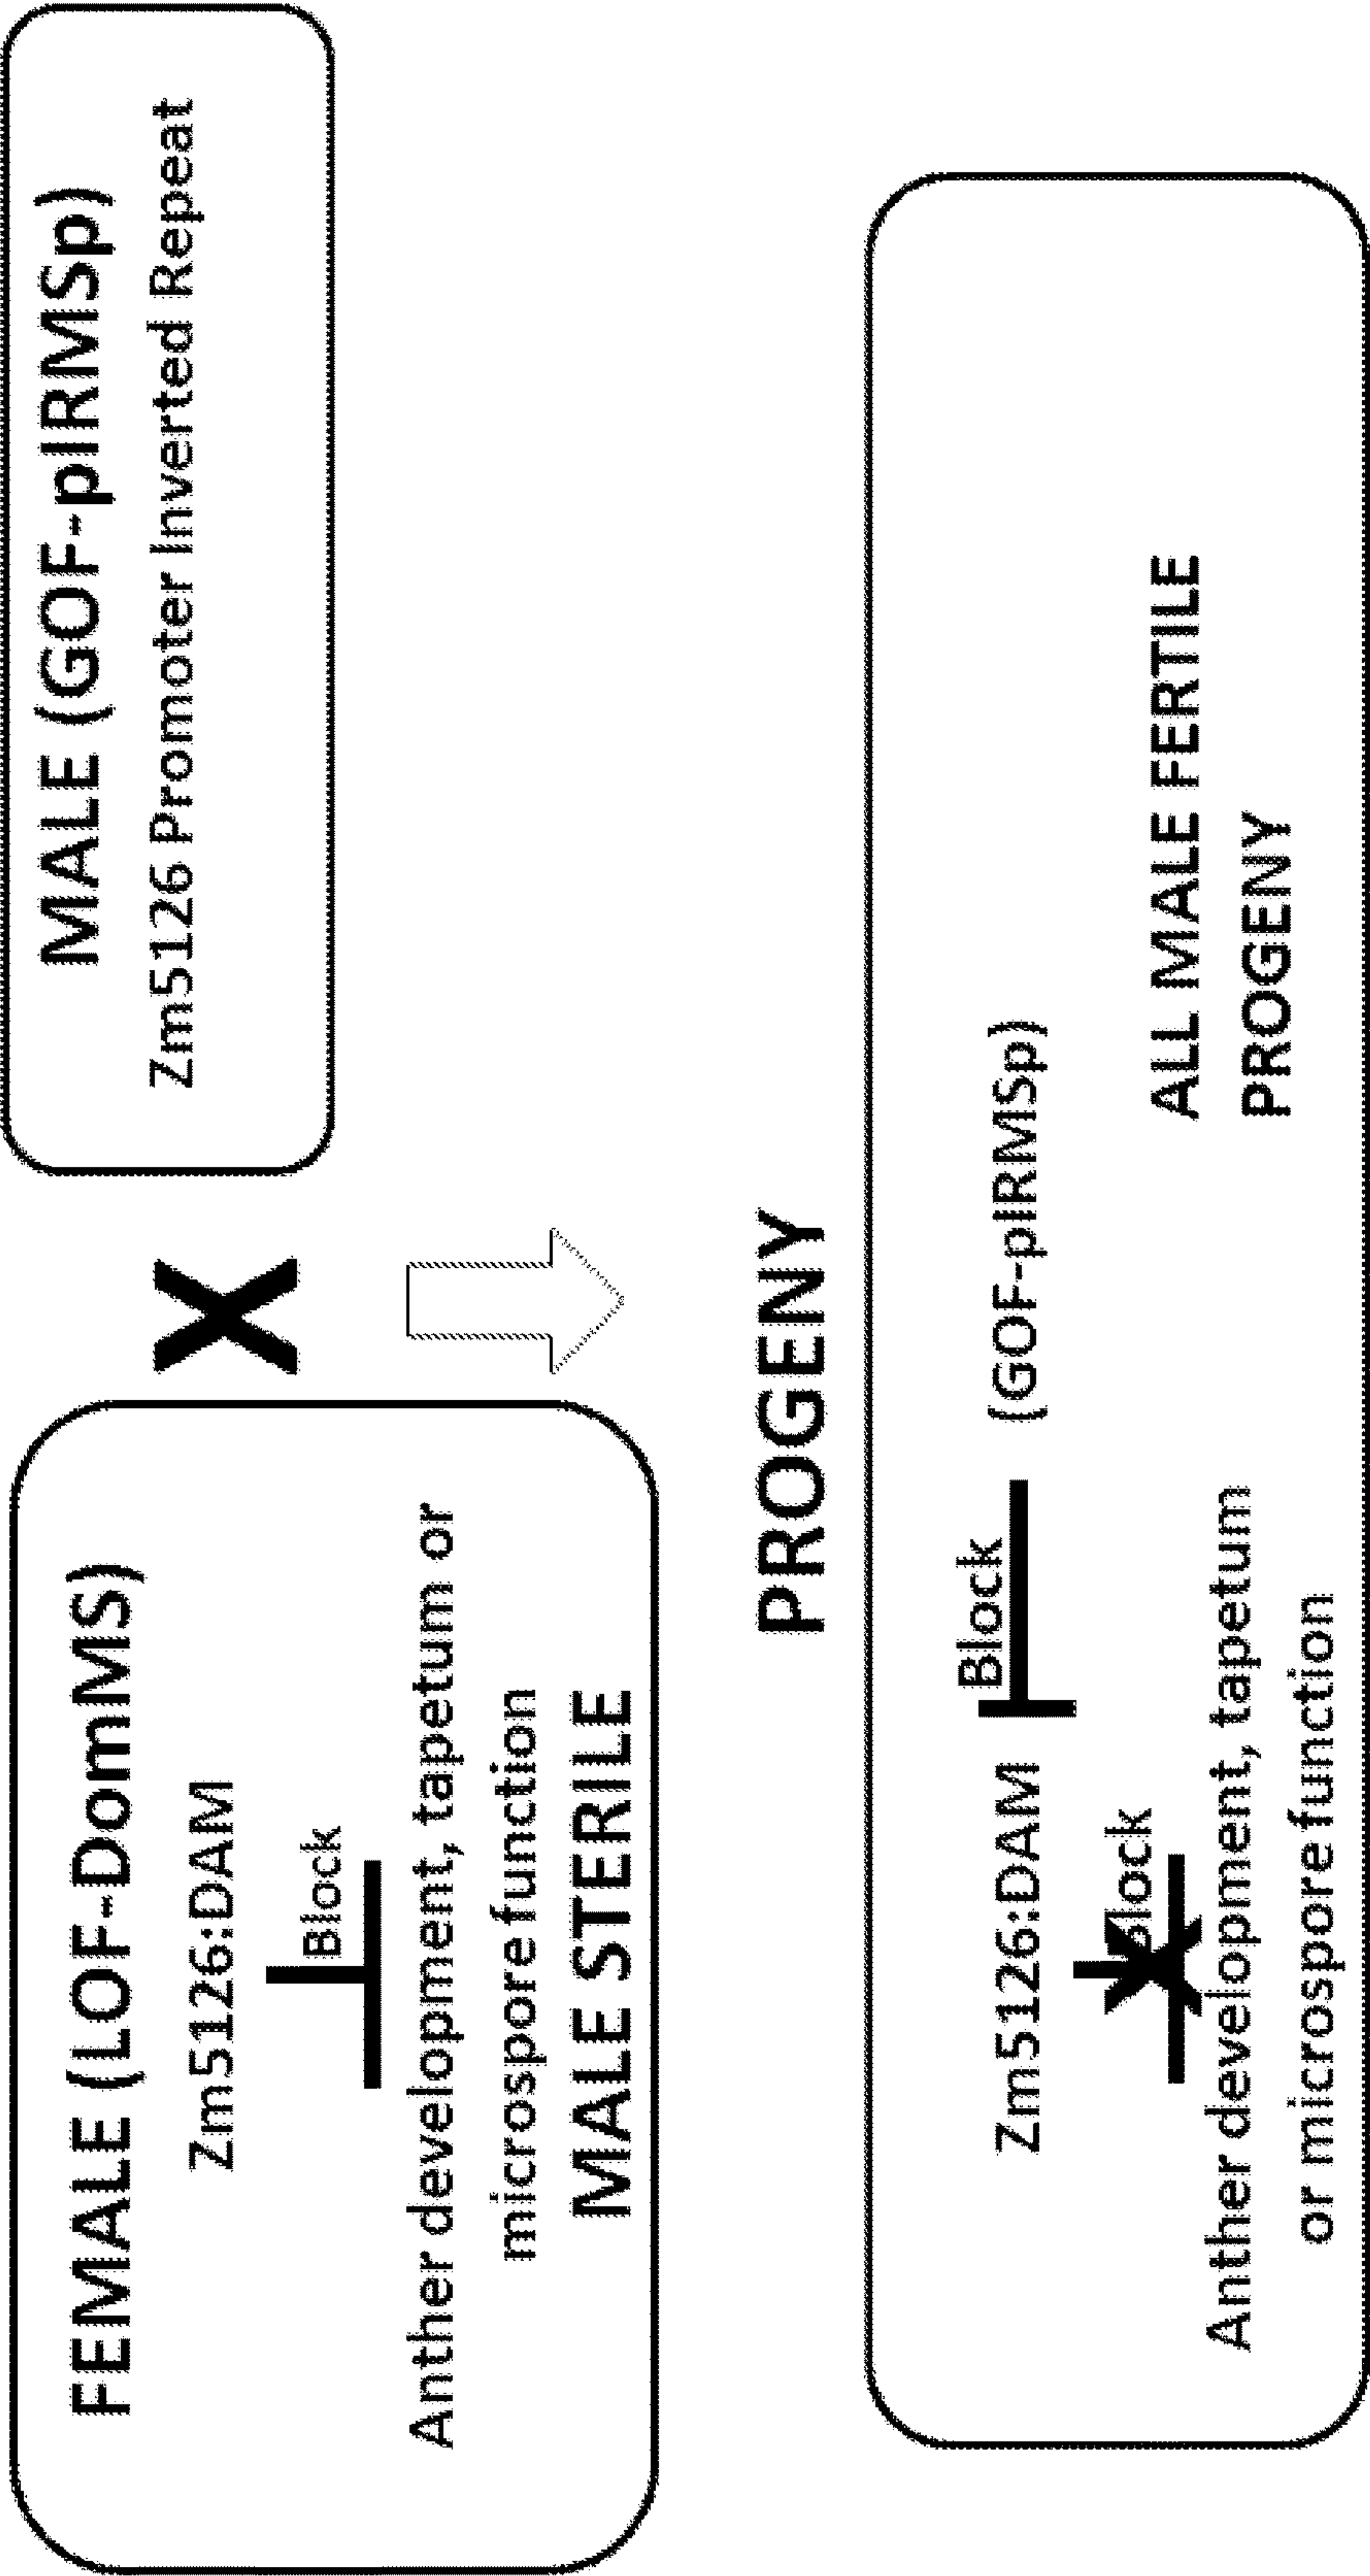 FEMALE (LOF-DomMS)
Zm5126:DAM
Block
Anther development, tapetum or
microspore function
MALE STERILE
X
MALE (GOF-pIRMSp)
Zm5126 Promoter Inverted Repeat
PROGENY
Zm5126:DAM
Block
(GOF-pIRMSp)
Block
X
Anther development, tapetum
or microspore function
ALL MALE FERTILE
PROGENY